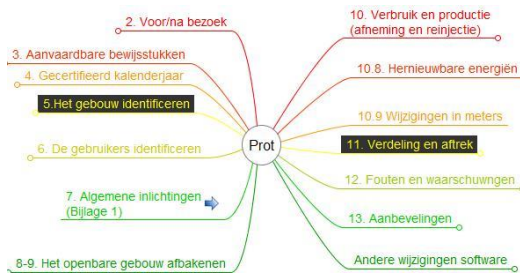 2. Voor/na bezoek
3. Aanvaardbare bewijsstukken
4. Gecertifieerd kalenderjaar
5.Het gebouw identificeren
6. De gebruikers identificeren
7. Algemene inlichtingen
(Bijlage 1)
8-9. Het openbare gebouw afbakenen
Prot
10. Verbruik en productie
(afneming en reinjectie)
10.8. Hernieuwbare energiën
10.9 Wijzigingen in meters
11. Verdeling en aftrek
12. Fouten en waarschuwngen
13. Aanbevelingen
Andere wijzigingen software